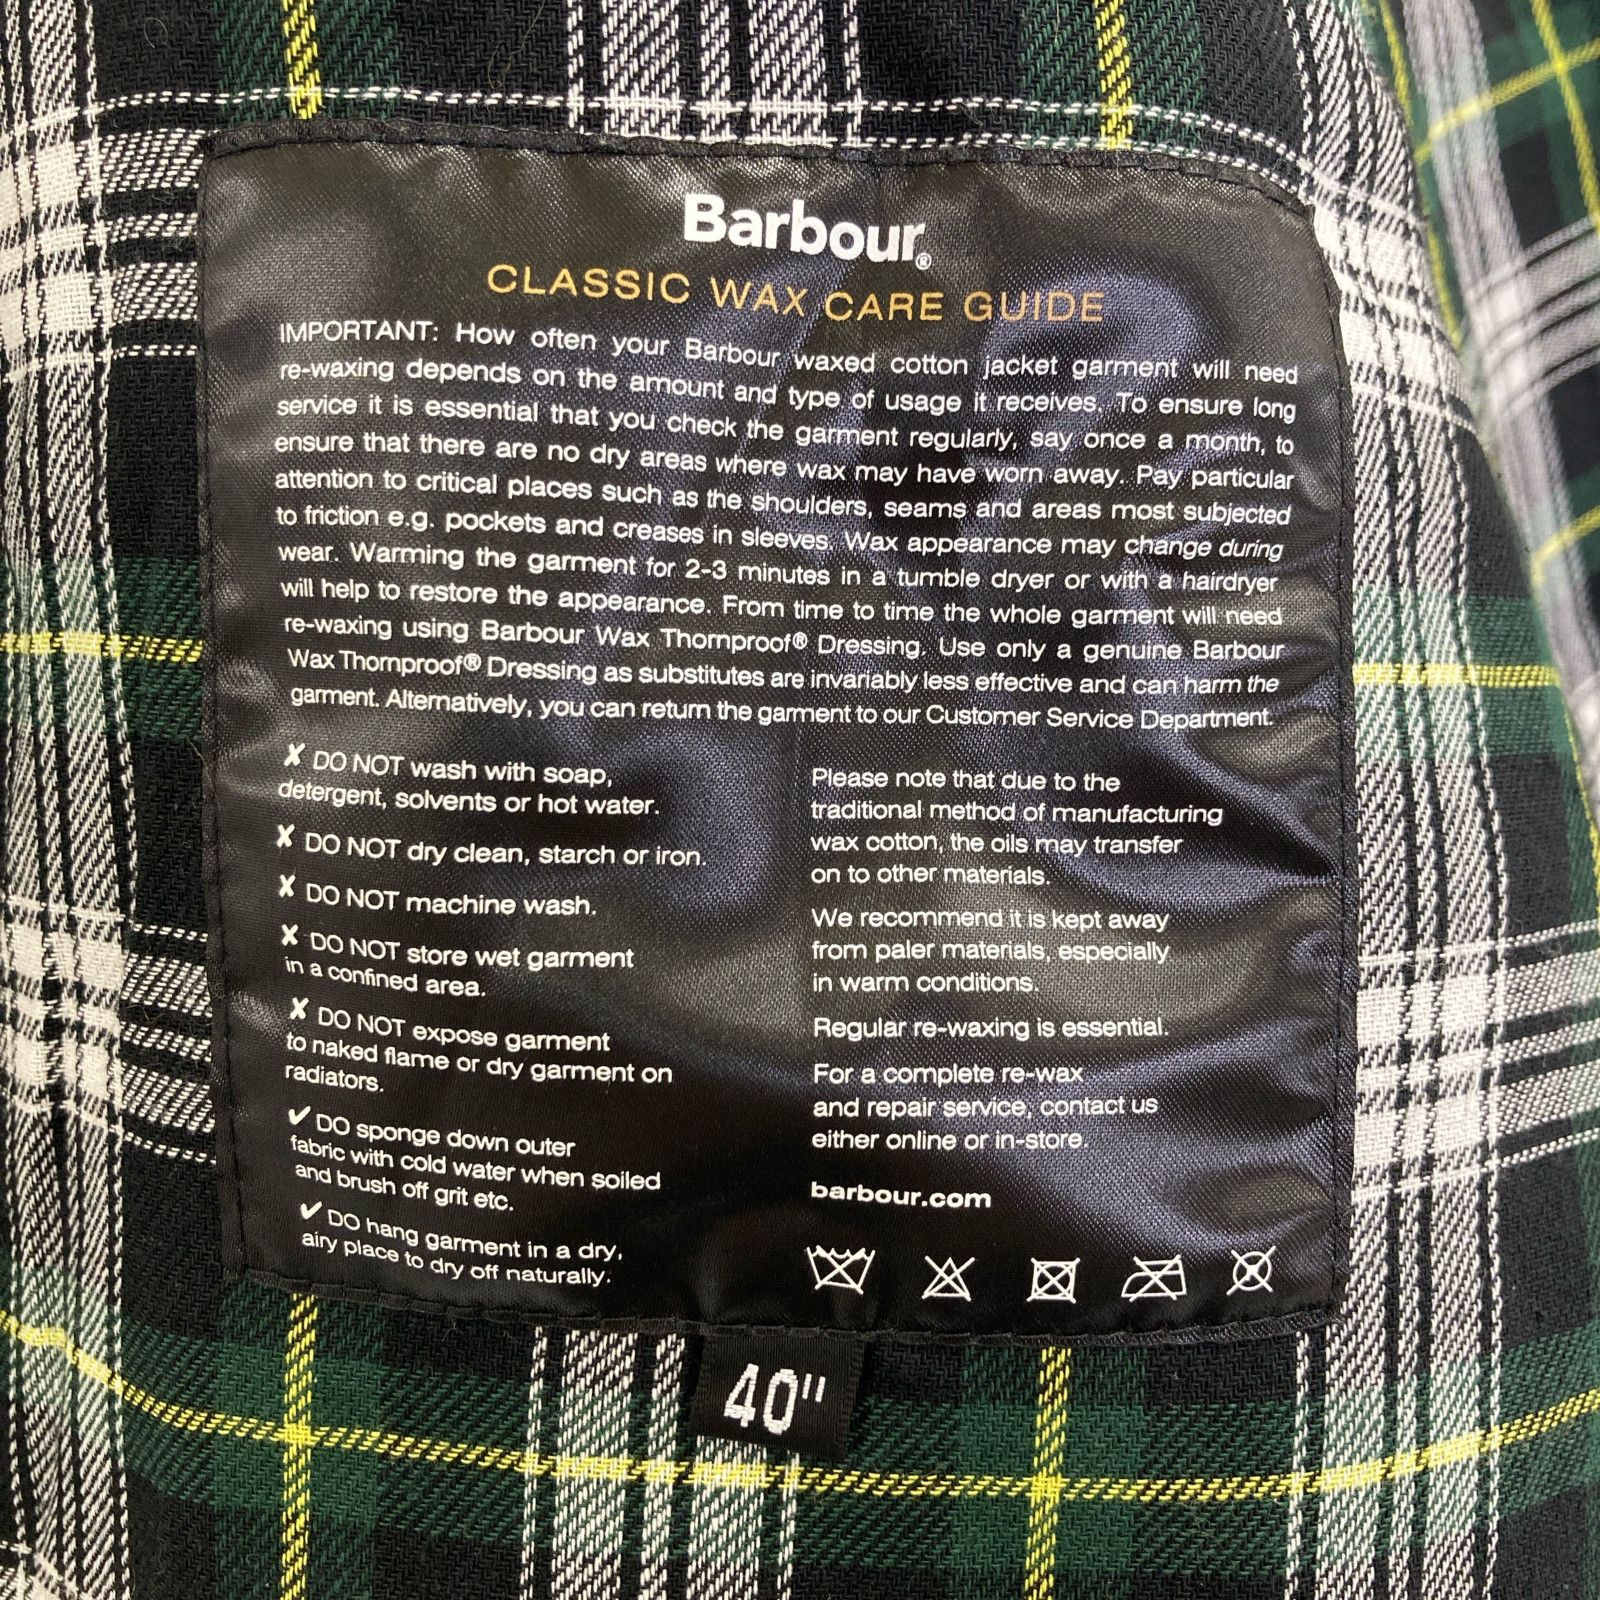 Barbour®
CLASSIC WAX CARE GUIDE
IMPORTANT: How often your Barbour waxed cotton jacket garment will need
re-waxing depends on the amount and type of usage it receives. To ensure long
service it is essential that you check the garment regularly, say once a month, to
ensure that there are no dry areas where wax may have worn away. Pay particular
attention to critical places such as the shoulders, seams and areas most subjected
to friction e.g. pockets and creases in sleeves. Wax appearance may change during
wear. Warming the garment for 2-3 minutes in a tumble dryer or with a hairdryer
will help to restore the appearance. From time to time the whole garment will need
re-waxing using Barbour Wax Thornproof® Dressing. Use only a genuine Barbour
Wax Thornproof® Dressing as substitutes are invariably less effective and can harm the
garment. Alternatively, you can return the garment to our Customer Service Department.
✘ DO NOT wash with soap,
detergent, solvents or hot water.
✘ DO NOT dry clean, starch or iron.
✘ DO NOT machine wash.
✘ DO NOT store wet garment
in a confined area.
✘ DO NOT expose garment
to naked flame or dry garment on
radiators.
✔ DO sponge down outer
fabric with cold water when soiled
and brush off grit etc.
✔ DO hang garment in a dry,
airy place to dry off naturally.
Please note that due to the
traditional method of manufacturing
wax cotton, the oils may transfer
on to other materials.
We recommend it is kept away
from paler materials, especially
in warm conditions.
Regular re-waxing is essential.
For a complete re-wax
and repair service, contact us
either online or in-store.
barbour.com
40"